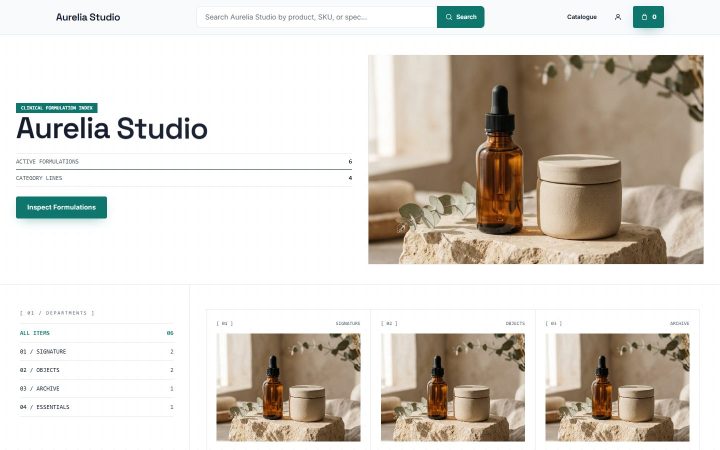 Aurelia Studio
Search Aurelia Studio by product, SKU, or spec...
Search
Catalogue
0
CLINICAL FORMULATION INDEX
Aurelia Studio
ACTIVE FORMULATIONS 6
CATEGORY LINES 4
Inspect Formulations
[ 01 / DEPARTMENTS ]
ALL ITEMS 06
01 / SIGNATURE 2
02 / OBJECTS 2
03 / ARCHIVE 1
04 / ESSENTIALS 1
[ 01 ] SIGNATURE
[ 02 ] OBJECTS
[ 03 ] ARCHIVE